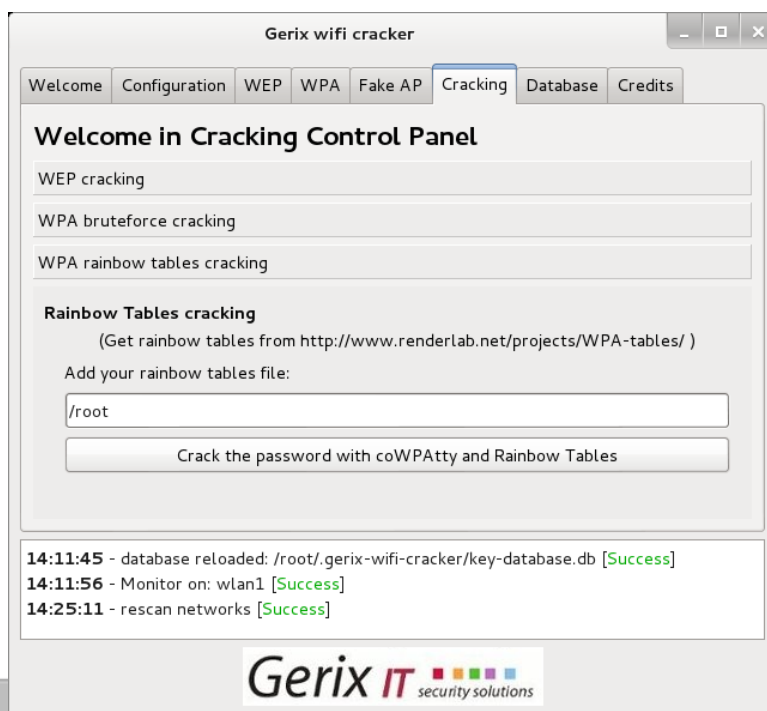 Gerix wifi cracker
Welcome Configuration WEP WPA Fake AP Cracking Database Credits
Welcome in Cracking Control Panel
WEP cracking
WPA bruteforce cracking
WPA rainbow tables cracking
Rainbow Tables cracking
(Get rainbow tables from http://www.renderlab.net/projects/WPA-tables/ )
Add your rainbow tables file:
/root
Crack the password with coWPAtty and Rainbow Tables
14:11:45 - database reloaded: /root/.gerix-wifi-cracker/key-database.db [Success]
14:11:56 - Monitor on: wlan1 [Success]
14:25:11 - rescan networks [Success]
Gerix IT security solutions